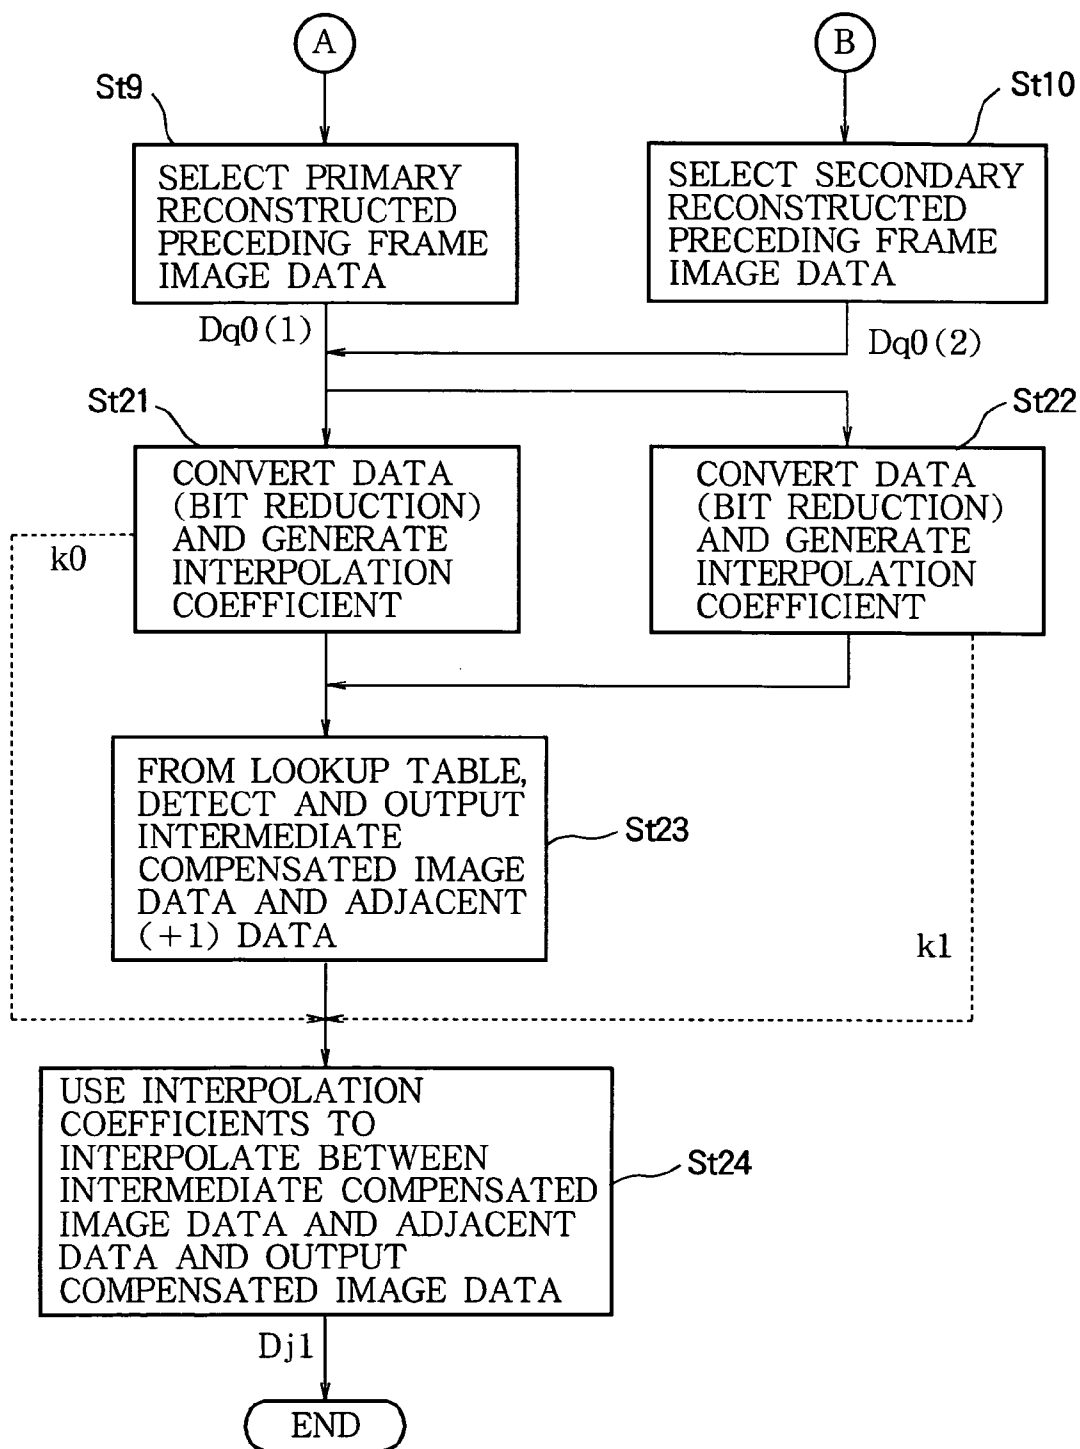 A
B
St9
St10
SELECT PRIMARY
RECONSTRUCTED
PRECEDING FRAME
IMAGE DATA
SELECT SECONDARY
RECONSTRUCTED
PRECEDING FRAME
IMAGE DATA
Dq0(1)
Dq0(2)
St21
St22
CONVERT DATA
(BIT REDUCTION)
AND GENERATE
INTERPOLATION
COEFFICIENT
CONVERT DATA
(BIT REDUCTION)
AND GENERATE
INTERPOLATION
COEFFICIENT
k0
FROM LOOKUP TABLE,
DETECT AND OUTPUT
INTERMEDIATE
COMPENSATED IMAGE
DATA AND ADJACENT
(+1) DATA
St23
k1
USE INTERPOLATION
COEFFICIENTS TO
INTERPOLATE BETWEEN
INTERMEDIATE COMPENSATED
IMAGE DATA AND ADJACENT
DATA AND OUTPUT
COMPENSATED IMAGE DATA
St24
Dj1
END